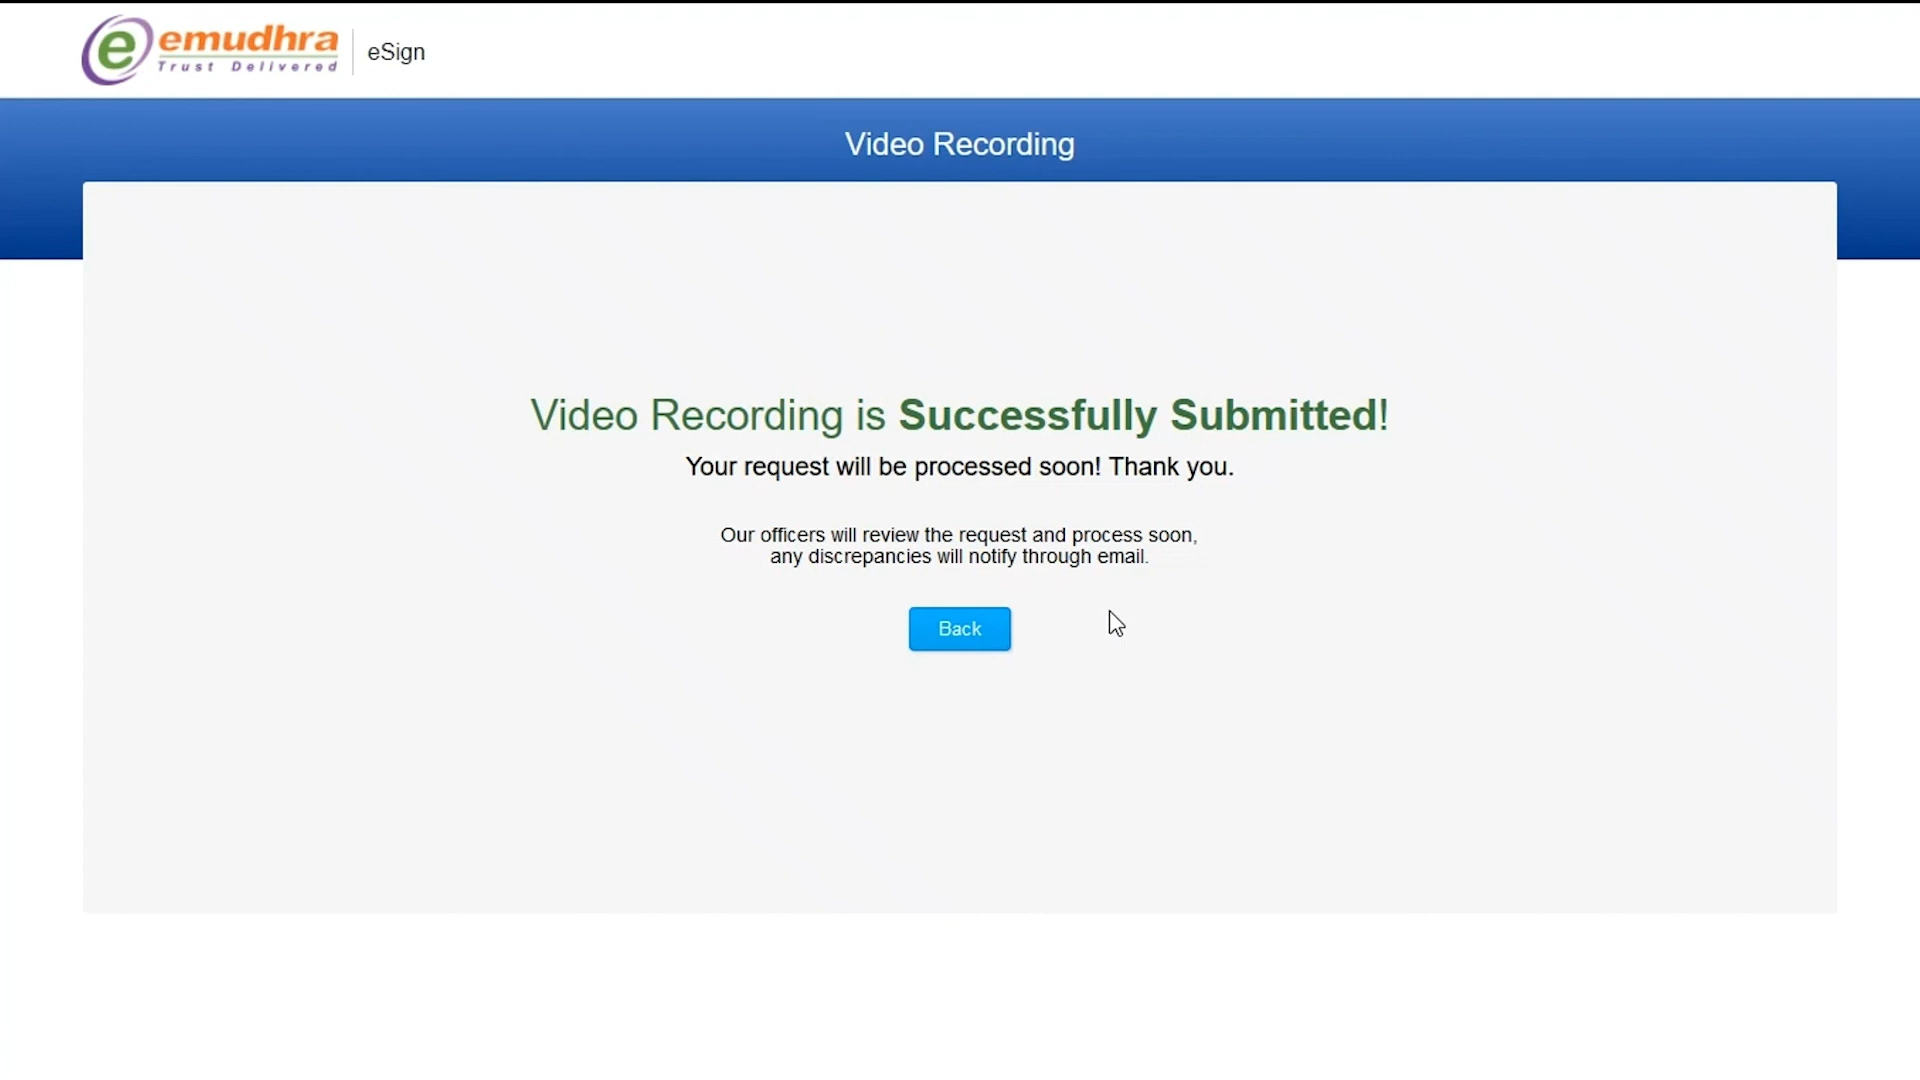 emudhra
Trust Delivered
eSign
Video Recording
Video Recording is Successfully Submitted!
Your request will be processed soon! Thank you.
Our officers will review the request and process soon,
any discrepancies will notify through email.
Back